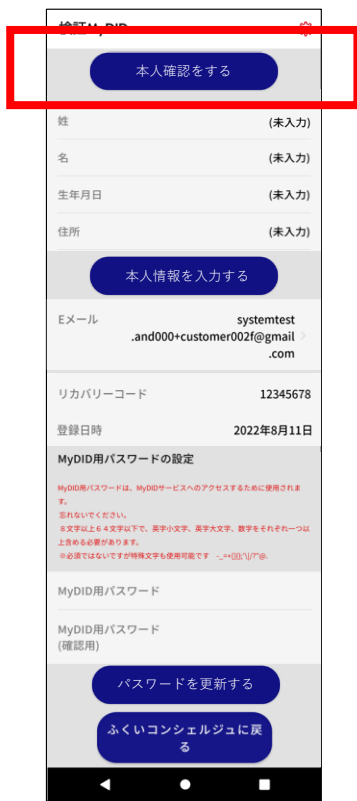 検証MyDID
本人確認をする
姓 (未入力)
名 (未入力)
生年月日 (未入力)
住所 (未入力)
本人情報を入力する
Eメール systemtest
.and000+customer002f@gmail
.com
リカバリーコード 12345678
登録日時 2022年8月11日
MyDID用パスワードの設定
MyDID用パスワードは、MyDIDサービスへのアクセスするために使用されま
す。
忘れないでください。
8文字以上64文字以下で、英字小文字、英字大文字、数字をそれぞれ一つ以
上含める必要があります。
※必須ではないですが特殊文字も使用可能です
MyDID用パスワード
MyDID用パスワード
(確認用)
パスワードを更新する
ふくいコンシェルジュに戻
る